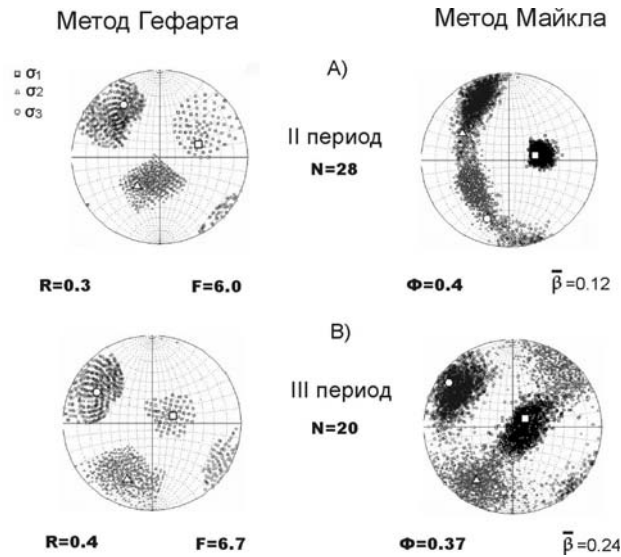 Метод Гефарта
Метод Майкла
σ1
σ2
σ3
А)
II период
N=28
R=0.3
F=6.0
Φ=0.4
β̅=0.12
В)
III период
N=20
R=0.4
F=6.7
Φ=0.37
β̅=0.24